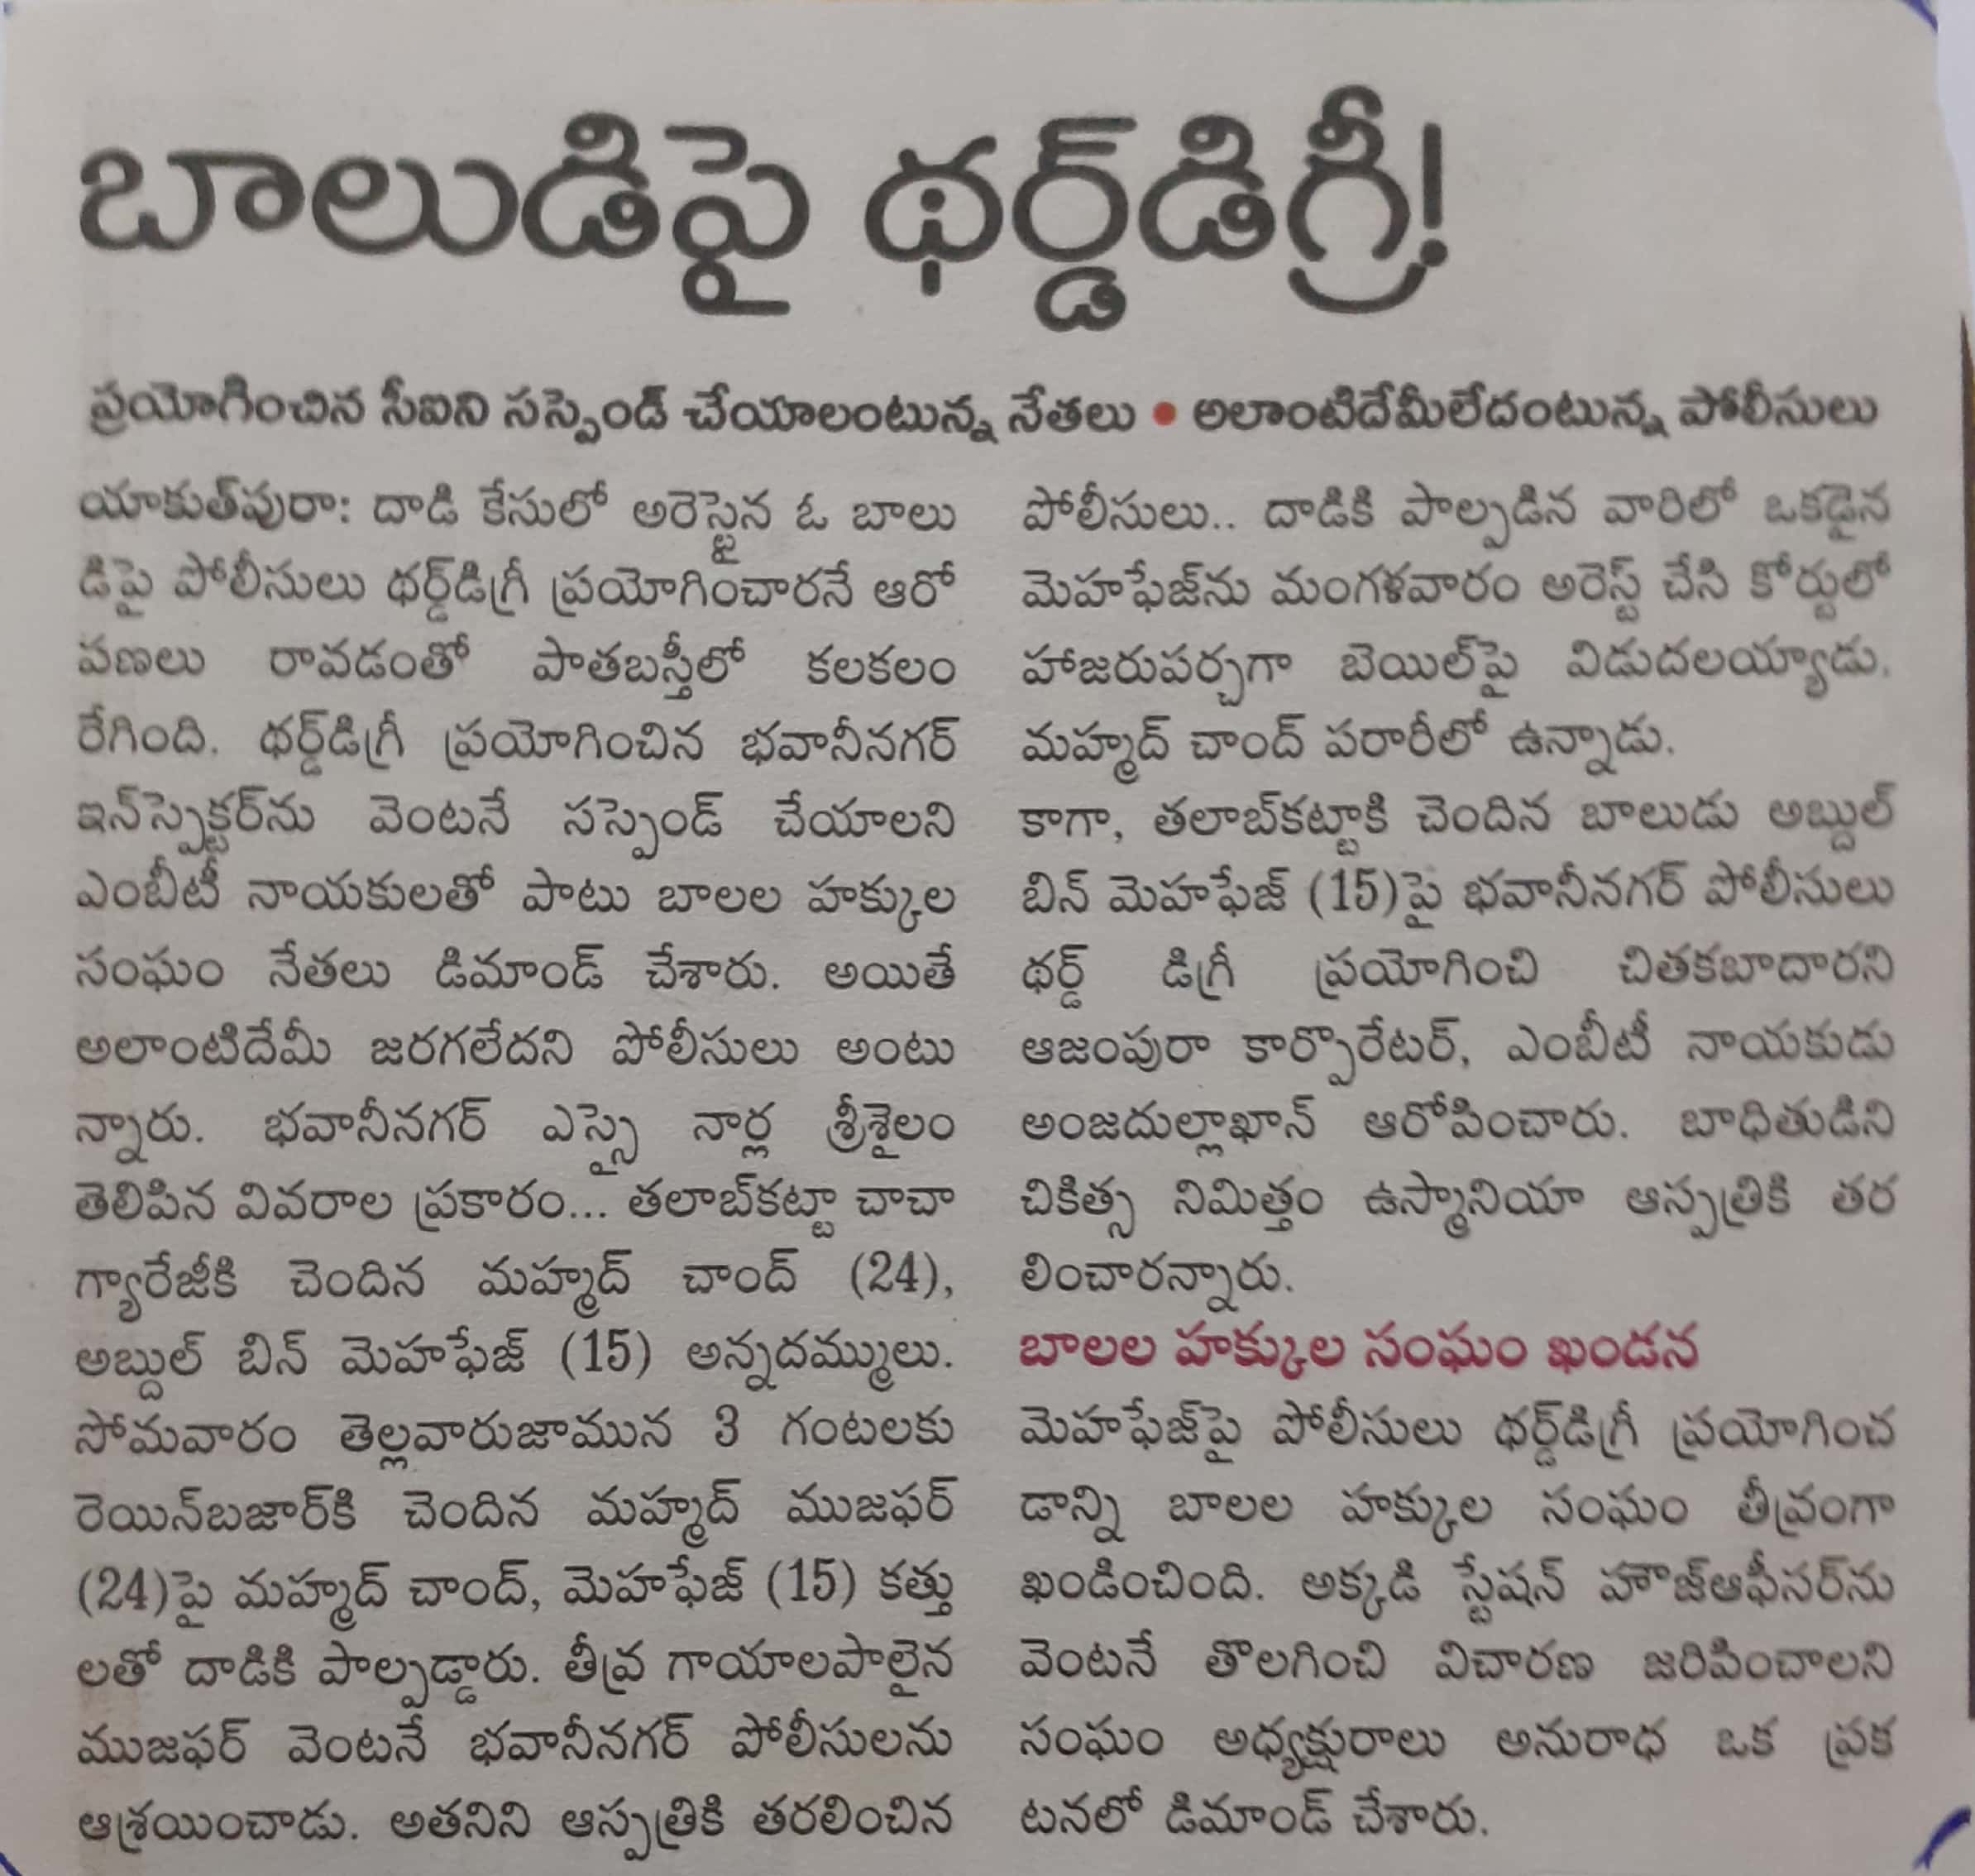 బాలుడిపై థర్డ్‌డిగ్రీ!
ప్రయోగించిన సీఐని సస్పెండ్ చేయాలంటున్న నేతలు • అలాంటిదేమీలేదంటున్న పోలీసులు
యాకుత్‌పురా: దాడి కేసులో అరెస్టైన ఓ బాలు
డిపై పోలీసులు థర్డ్‌డిగ్రీ ప్రయోగించారనే ఆరో
పణలు రావడంతో పాతబస్తీలో కలకలం
రేగింది. థర్డ్‌డిగ్రీ ప్రయోగించిన భవానీనగర్
ఇన్‌స్పెక్టర్‌ను వెంటనే సస్పెండ్ చేయాలని
ఎంబీటీ నాయకులతో పాటు బాలల హక్కుల
సంఘం నేతలు డిమాండ్ చేశారు. అయితే
అలాంటిదేమీ జరగలేదని పోలీసులు అంటు
న్నారు. భవానీనగర్ ఎస్సై నార్ల శ్రీశైలం
తెలిపిన వివరాల ప్రకారం... తలాబ్‌కట్టా చాచా
గ్యారేజీకి చెందిన మహ్మద్ చాంద్ (24),
అబ్దుల్ బిన్ మెహఫేజ్ (15) అన్నదమ్ములు.
సోమవారం తెల్లవారుజామున 3 గంటలకు
రెయిన్‌బజార్‌కి చెందిన మహ్మద్ ముజఫర్
(24)పై మహ్మద్ చాంద్, మెహఫేజ్ (15) కత్తు
లతో దాడికి పాల్పడ్డారు. తీవ్ర గాయాలపాలైన
ముజఫర్ వెంటనే భవానీనగర్ పోలీసులను
ఆశ్రయించాడు. అతనిని ఆస్పత్రికి తరలించిన
పోలీసులు.. దాడికి పాల్పడిన వారిలో ఒకడైన
మెహఫేజ్‌ను మంగళవారం అరెస్ట్ చేసి కోర్టులో
హాజరుపర్చగా బెయిల్‌పై విడుదలయ్యాడు.
మహ్మద్ చాంద్ పరారీలో ఉన్నాడు.
కాగా, తలాబ్‌కట్టాకి చెందిన బాలుడు అబ్దుల్
బిన్ మెహఫేజ్ (15)పై భవానీనగర్ పోలీసులు
థర్డ్ డిగ్రీ ప్రయోగించి చితకబాదారని
ఆజంపురా కార్పొరేటర్, ఎంబీటీ నాయకుడు
అంజదుల్లాఖాన్ ఆరోపించారు. బాధితుడిని
చికిత్స నిమిత్తం ఉస్మానియా ఆస్పత్రికి తర
లించారన్నారు.
బాలల హక్కుల సంఘం ఖండన
మెహఫేజ్‌పై పోలీసులు థర్డ్‌డిగ్రీ ప్రయోగించ
డాన్ని బాలల హక్కుల సంఘం తీవ్రంగా
ఖండించింది. అక్కడి స్టేషన్ హౌజ్‌ఆఫీసర్‌ను
వెంటనే తొలగించి విచారణ జరిపించాలని
సంఘం అధ్యక్షురాలు అనురాధ ఒక ప్రక
టనలో డిమాండ్ చేశారు.